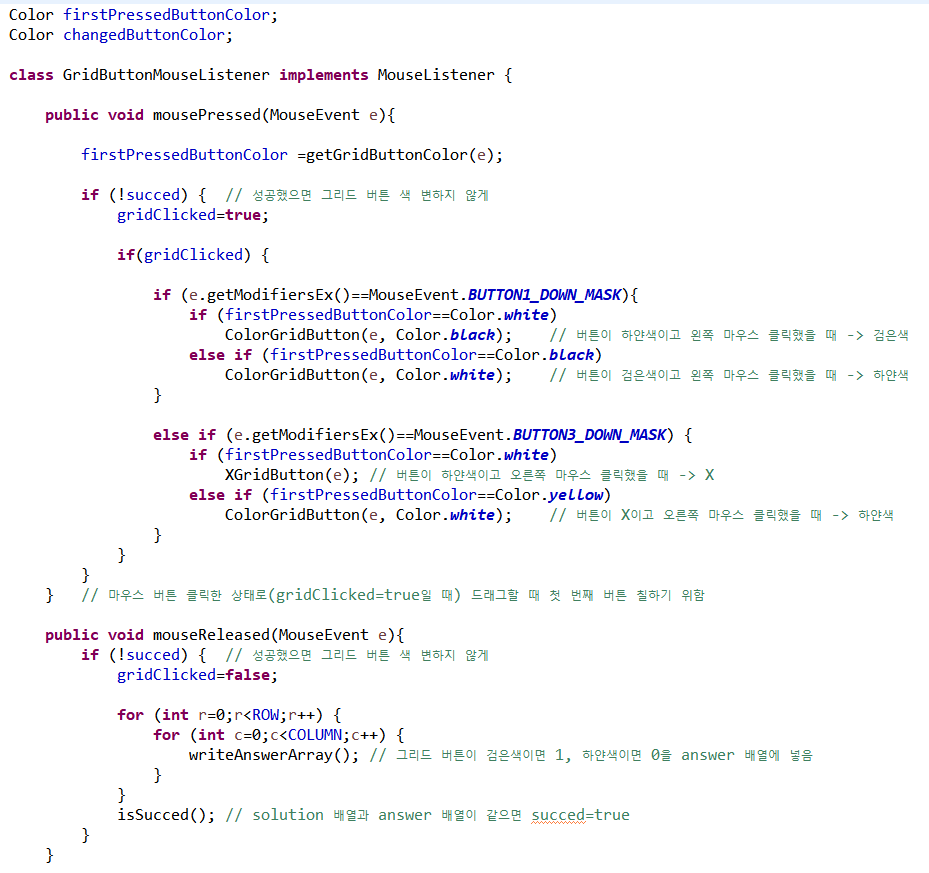 Color firstPressedButtonColor;
Color changedButtonColor;
class GridButtonMouseListener implements MouseListener {
public void mousePressed(MouseEvent e){
firstPressedButtonColor =getGridButtonColor(e);
if (!succed) { // 성공했으면 그리드 버튼 색 변하지 않게
gridClicked=true;
if(gridClicked) {
if (e.getModifiersEx()==MouseEvent.BUTTON1_DOWN_MASK){
if (firstPressedButtonColor==Color.white)
ColorGridButton(e, Color.black); // 버튼이 하얀색이고 왼쪽 마우스 클릭했을 때 -> 검은색
else if (firstPressedButtonColor==Color.black)
ColorGridButton(e, Color.white); // 버튼이 검은색이고 왼쪽 마우스 클릭했을 때 -> 하얀색
}
else if (e.getModifiersEx()==MouseEvent.BUTTON3_DOWN_MASK) {
if (firstPressedButtonColor==Color.white)
XGridButton(e); // 버튼이 하얀색이고 오른쪽 마우스 클릭했을 때 -> X
else if (firstPressedButtonColor==Color.yellow)
ColorGridButton(e, Color.white); // 버튼이 X이고 오른쪽 마우스 클릭했을 때 -> 하얀색
}
}
}
} // 마우스 버튼 클릭한 상태로(gridClicked=true일 때) 드래그할 때 첫 번째 버튼 칠하기 위함
public void mouseReleased(MouseEvent e){
if (!succed) { // 성공했으면 그리드 버튼 색 변하지 않게
gridClicked=false;
for (int r=0;r<ROW;r++) {
for (int c=0;c<COLUMN;c++) {
writeAnswerArray(); // 그리드 버튼이 검은색이면 1, 하얀색이면 0을 answer 배열에 넣음
}
}
isSucced(); // solution 배열과 answer 배열이 같으면 succed=true
}
}